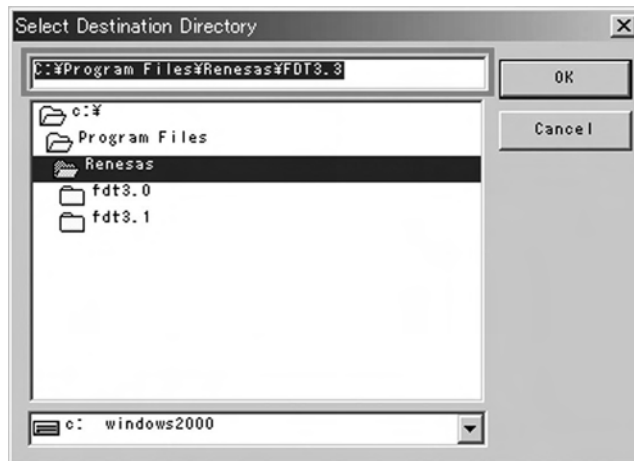 Select Destination Directory
C:¥Program Files¥Renesas¥FDT3.3
OK
Cancel
c:¥
Program Files
Renesas
fdt3.0
fdt3.1
c: windows2000